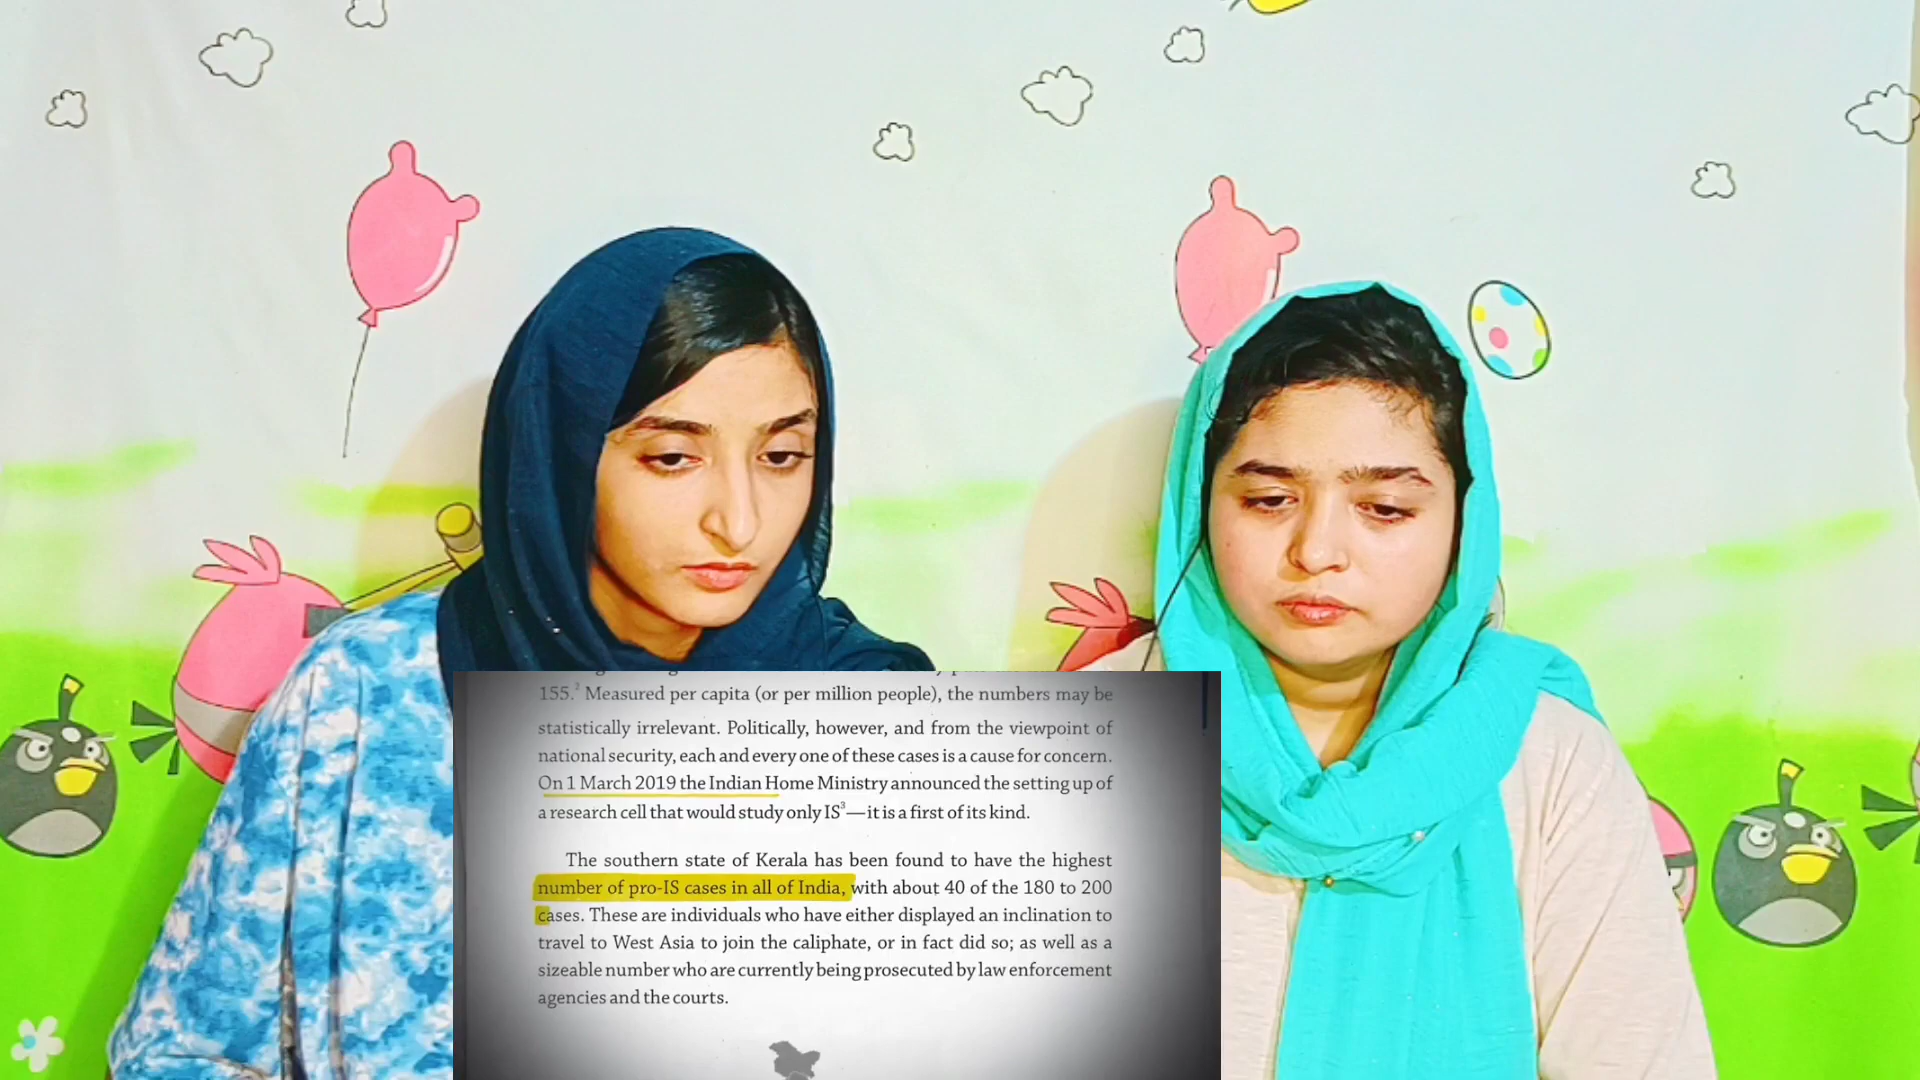 155.² Measured per capita (or per million people), the numbers may be
statistically irrelevant. Politically, however, and from the viewpoint of
national security, each and every one of these cases is a cause for concern.
On 1 March 2019 the Indian Home Ministry announced the setting up of
a research cell that would study only IS³—it is a first of its kind.
The southern state of Kerala has been found to have the highest
number of pro-IS cases in all of India, with about 40 of the 180 to 200
cases. These are individuals who have either displayed an inclination to
travel to West Asia to join the caliphate, or in fact did so; as well as a
sizeable number who are currently being prosecuted by law enforcement
agencies and the courts.